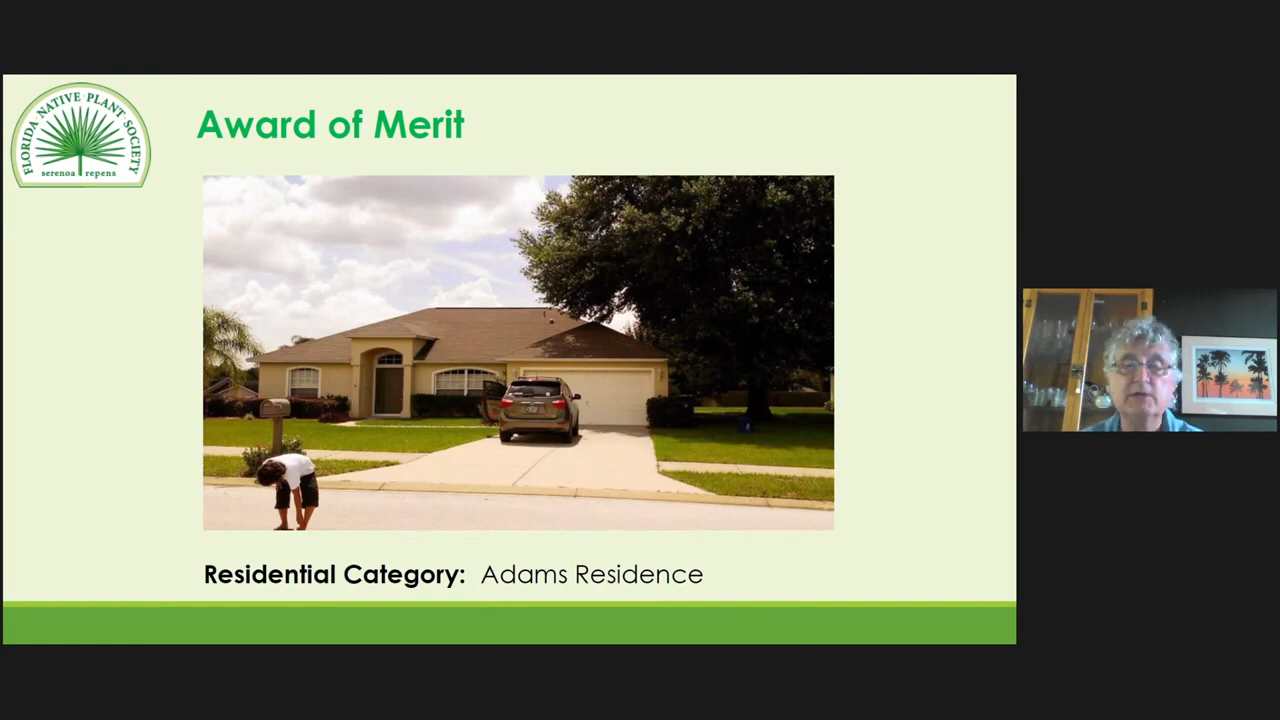 FLORIDA NATIVE PLANT SOCIETY
serenoa repens
Award of Merit
Residential Category: Adams Residence